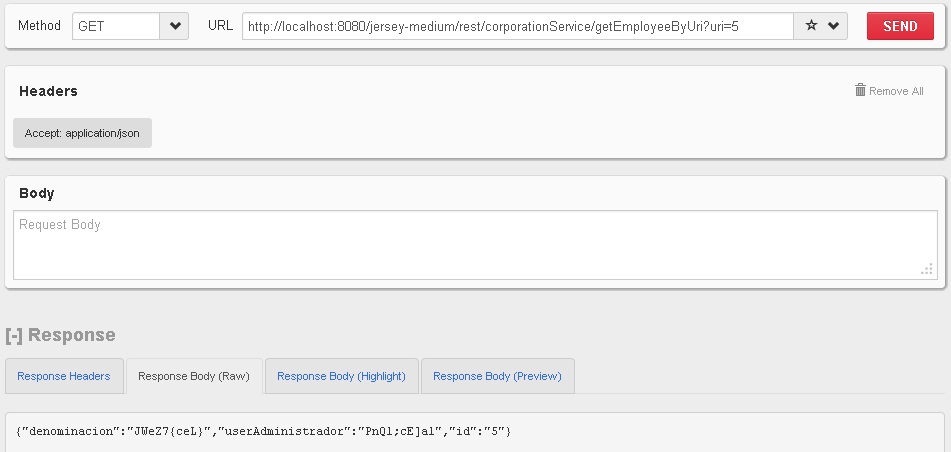 Method GET URL http://localhost:8080/jersey-medium/rest/corporationService/getEmployeeByUri?uri=5 SEND
Headers Remove All
Accept: application/json
Body
Request Body
[-] Response
Response Headers Response Body (Raw) Response Body (Highlight) Response Body (Preview)
{"denominacion":"JWeZ7{ceL}","userAdministrador":"PnQl;cE]al","id":"5"}